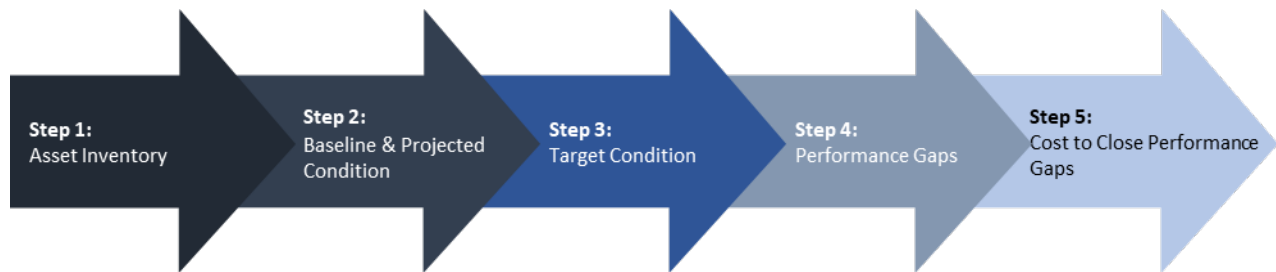 Step 1:
Asset Inventory
Step 2:
Baseline & Projected
Condition
Step 3:
Target Condition
Step 4:
Performance Gaps
Step 5:
Cost to Close Performance
Gaps